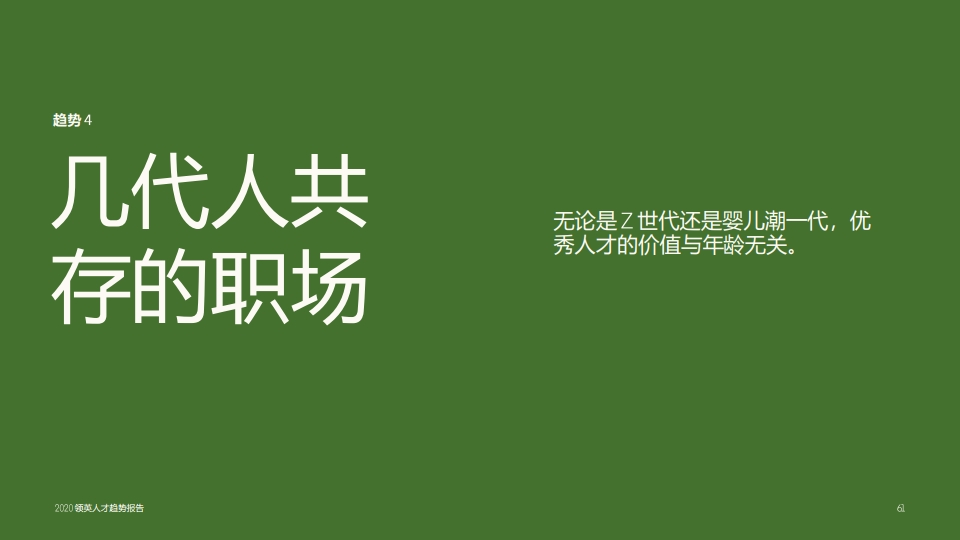 趋势 4
几代人共
存的职场
无论是 Z 世代还是婴儿潮一代，优
秀人才的价值与年龄无关。
2020 领英人才趋势报告
61